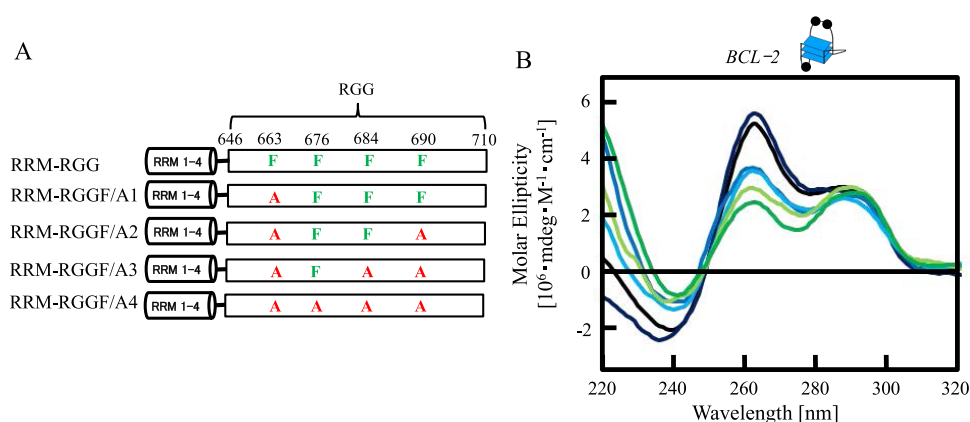 A
RGG
646 663 676 684 690 710
RRM-RGG RRM 1-4 F F F F
RRM-RGGF/A1 RRM 1-4 A F F F
RRM-RGGF/A2 RRM 1-4 A F F A
RRM-RGGF/A3 RRM 1-4 A F A A
RRM-RGGF/A4 RRM 1-4 A A A A
B
BCL-2
Molar Ellipticity
[10⁶・mdeg・M⁻¹・cm⁻¹]
6
4
2
0
-2
220 240 260 280 300 320
Wavelength [nm]